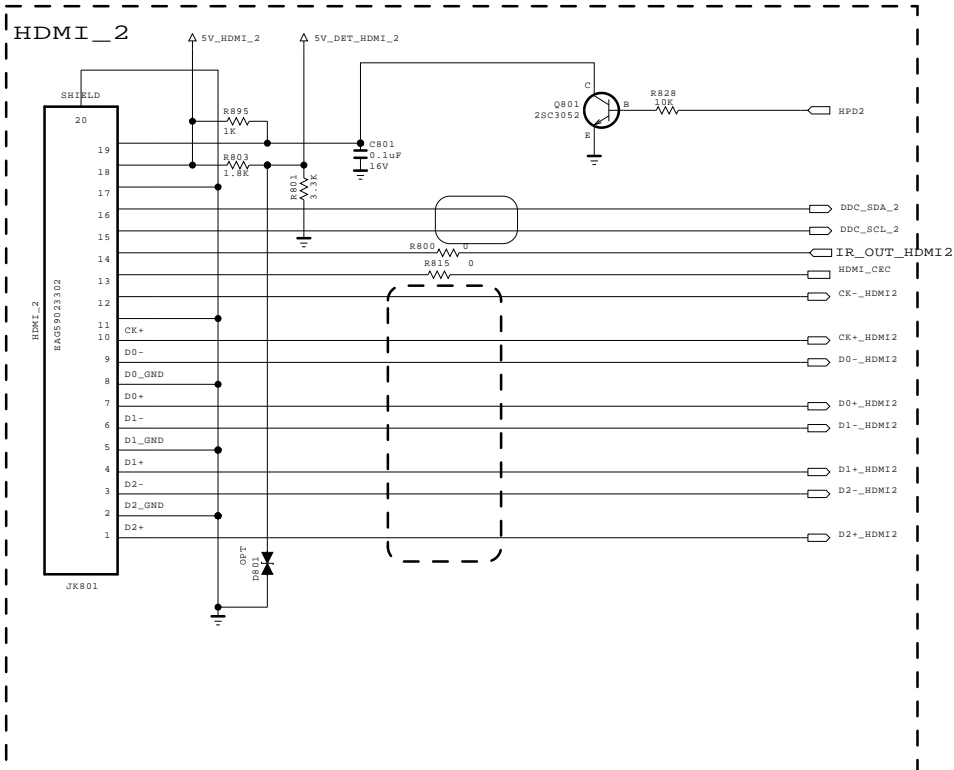 HDMI_2
5V_HDMI_2
5V_DET_HDMI_2
SHIELD
20
R895
1K
C
Q801
2SC3052
B
E
R828
10K
HPD2
19
C801
0.1uF
16V
R803
1.8K
18
R801
3.3K
17
16
DDC_SDA_2
15
DDC_SCL_2
14
R800
0
IR_OUT_HDMI2
13
R815
0
HDMI_CEC
12
CK-_HDMI2
11
CK+
10
CK+_HDMI2
D0-
9
D0-_HDMI2
D0_GND
8
D0+
7
D0+_HDMI2
D1-
6
D1-_HDMI2
D1_GND
5
D1+
4
D1+_HDMI2
D2-
3
D2-_HDMI2
D2_GND
2
D2+
1
D2+_HDMI2
HDMI_2
EAG59023302
OPT
D801
JK801